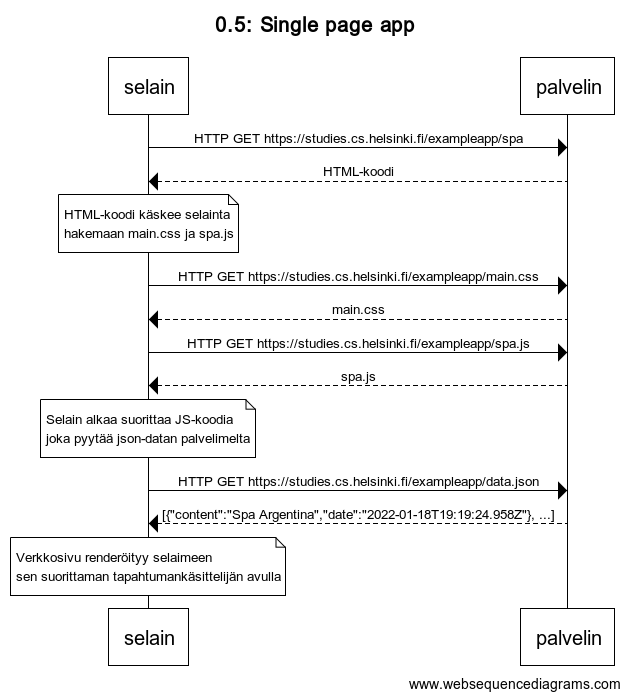 0.5: Single page app
selain
palvelin
HTTP GET https://studies.cs.helsinki.fi/exampleapp/spa
HTML-koodi
HTML-koodi käskee selainta
hakemaan main.css ja spa.js
HTTP GET https://studies.cs.helsinki.fi/exampleapp/main.css
main.css
HTTP GET https://studies.cs.helsinki.fi/exampleapp/spa.js
spa.js
Selain alkaa suorittaa JS-koodia
joka pyytää json-datan palvelimelta
HTTP GET https://studies.cs.helsinki.fi/exampleapp/data.json
[{"content":"Spa Argentina","date":"2022-01-18T19:19:24.958Z"}, ...]
Verkkosivu renderöityy selaimeen
sen suorittaman tapahtumankäsittelijän avulla
selain
palvelin
www.websequencediagrams.com